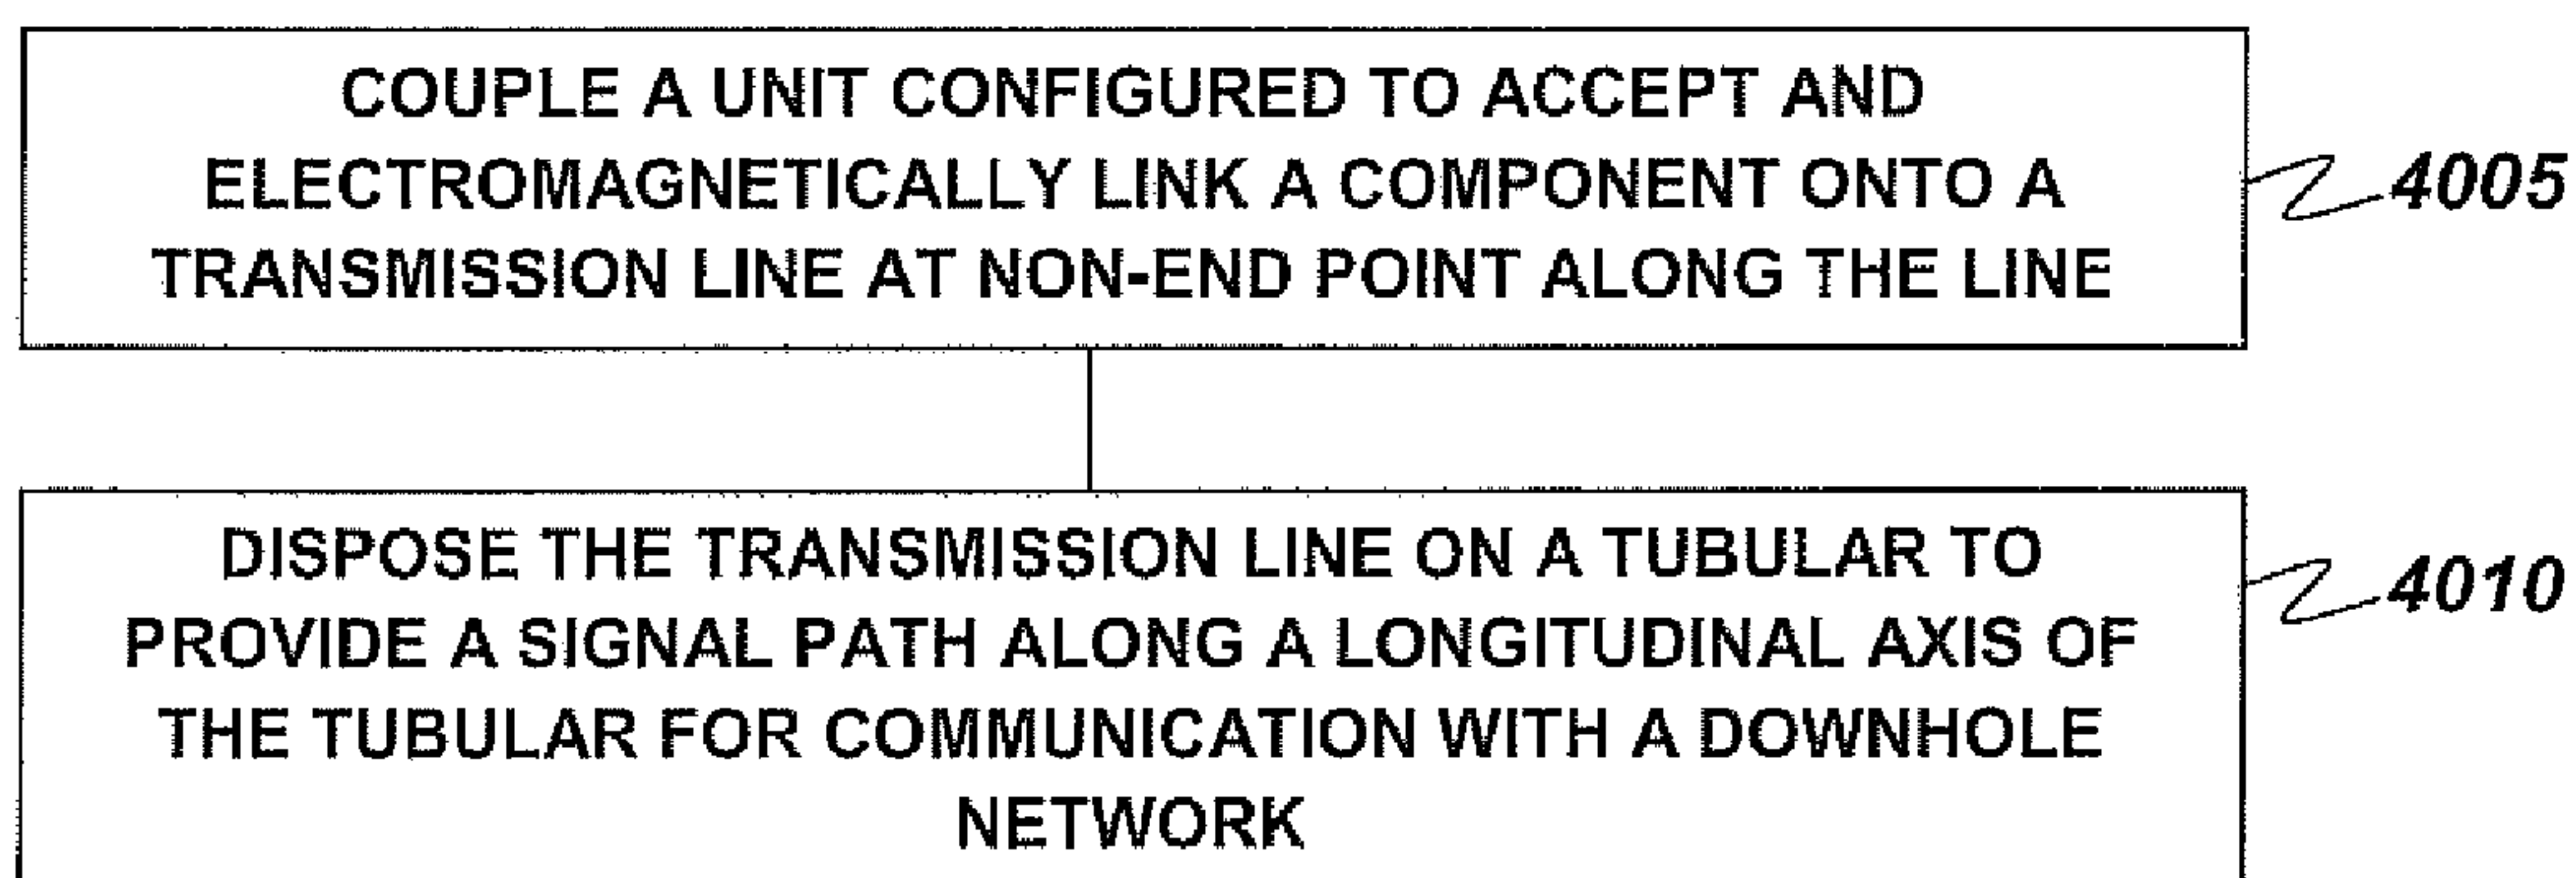 COUPLE A UNIT CONFIGURED TO ACCEPT AND
ELECTROMAGNETICALLY LINK A COMPONENT ONTO A
TRANSMISSION LINE AT NON-END POINT ALONG THE LINE
4005
DISPOSE THE TRANSMISSION LINE ON A TUBULAR TO
PROVIDE A SIGNAL PATH ALONG A LONGITUDINAL AXIS OF
THE TUBULAR FOR COMMUNICATION WITH A DOWNHOLE
NETWORK
4010